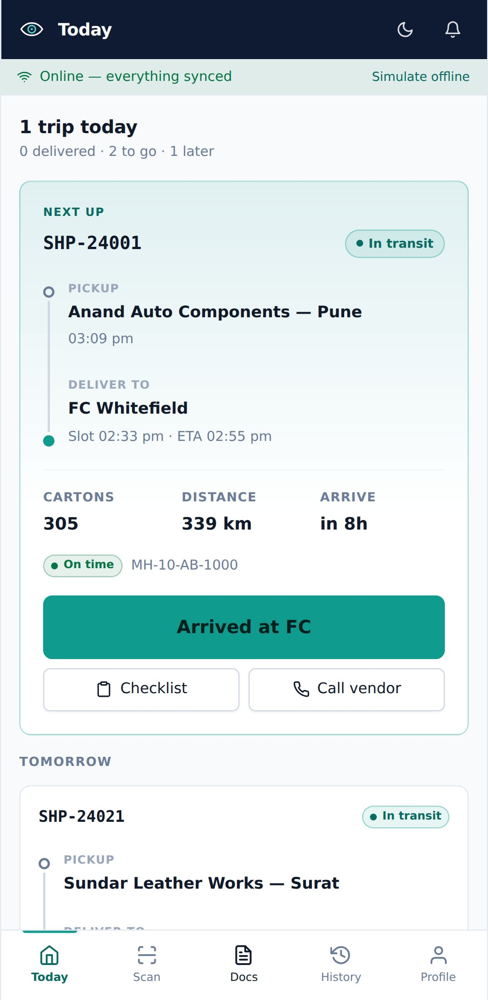 Today
Online — everything synced
Simulate offline
1 trip today
0 delivered · 2 to go · 1 later
NEXT UP
SHP-24001
In transit
PICKUP
Anand Auto Components — Pune
03:09 pm
DELIVER TO
FC Whitefield
Slot 02:33 pm · ETA 02:55 pm
CARTONS
DISTANCE
ARRIVE
305
339 km
in 8h
On time
MH-10-AB-1000
Arrived at FC
Checklist
Call vendor
TOMORROW
SHP-24021
In transit
PICKUP
Sundar Leather Works — Surat
DELIVER TO
Today
Scan
Docs
History
Profile